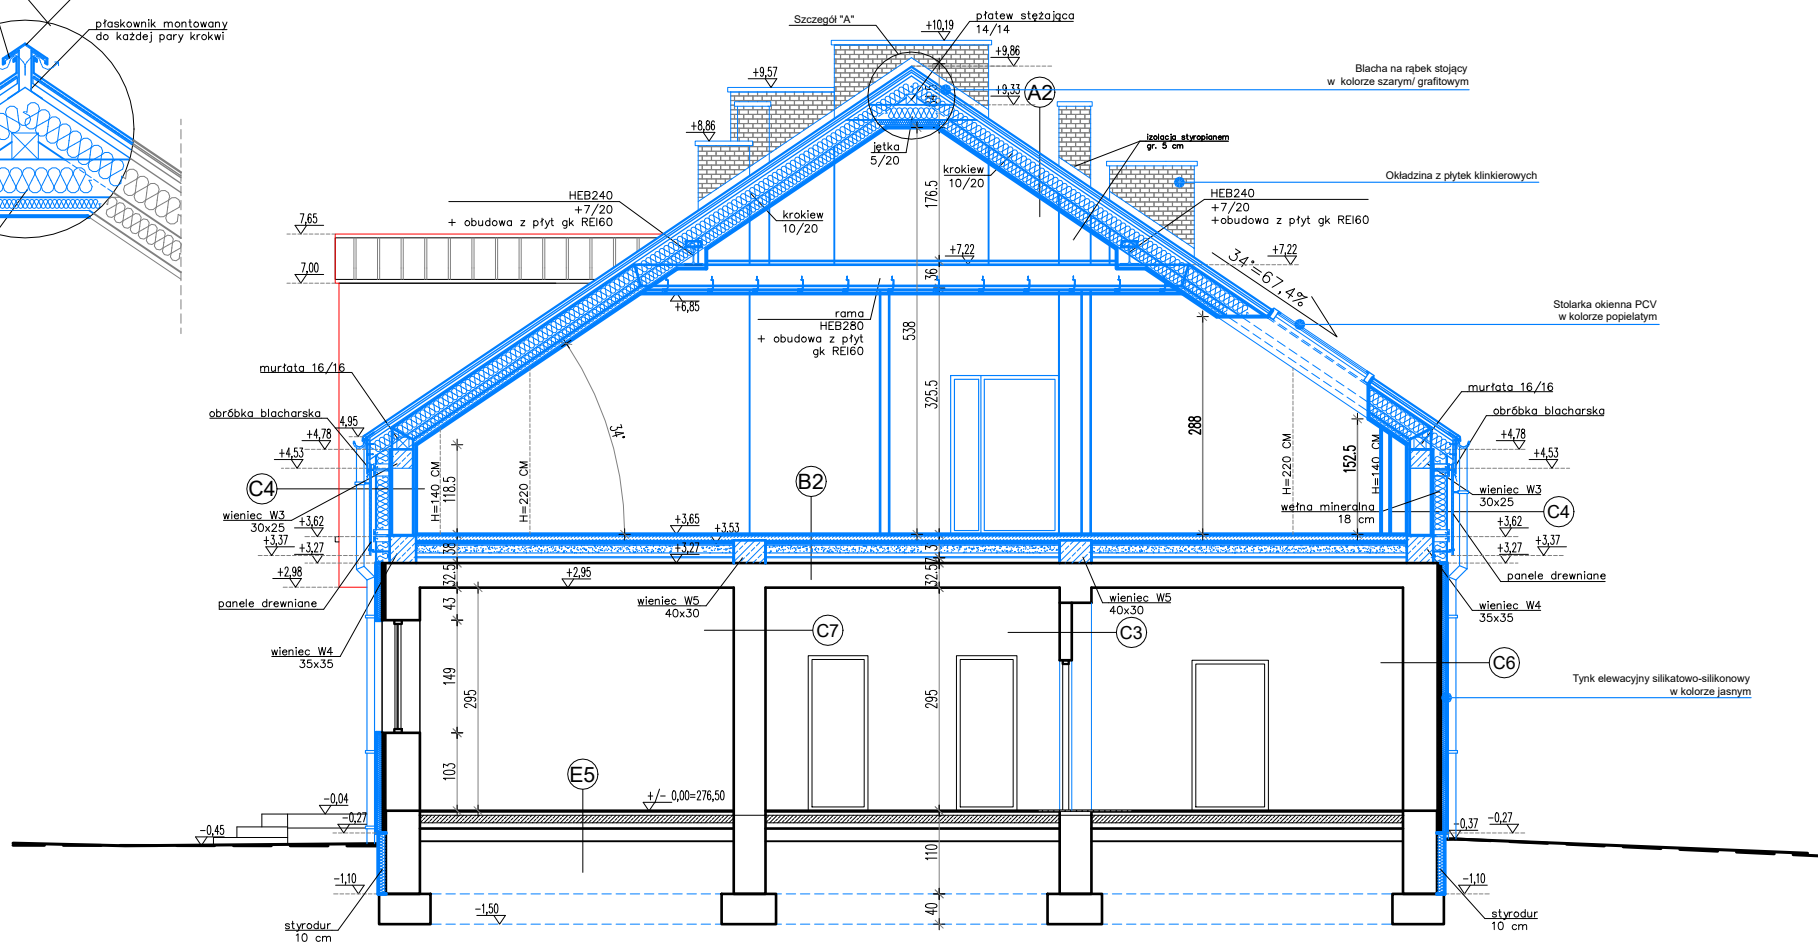 płaskownik montowany
do każdej pary krokwi
Szczegół "A"
+10,19
płatew stężająca
14/14
+9,86
+9,57
+9,33
A2
Blacha na rąbek stojący
w kolorze szarym/ grafitowym
+8,86
jętka
5/20
izolacja styropianem
gr. 5 cm
krokiew
10/20
Okładzina z płytek klinkierowych
HEB240
+7/20
+ obudowa z płyt gk REI60
176.5
HEB240
+7/20
+obudowa z płyt gk REI60
krokiew
10/20
7,65
+7,22
+7,22
34°=67,4%
7,00
36
+6,85
rama
HEB280
+ obudowa z płyt
gk REI60
538
Stolarka okienna PCV
w kolorze popielatym
murłata 16/16
325.5
murłata 16/16
obróbka blacharska
4,95
34°
288
obróbka blacharska
+4,78
+4,53
152.5
+4,78
+4,53
C4
H=140 CM
118.5
H=220 CM
B2
H=220 CM
H=140 CM
wieniec W3
30x25
wełna mineralna
18 cm
wieniec W3
30x25
C4
+3,62
+3,37
+3,27
+3,65
+3,53
+3,27
+3,62
+3,37
+3,27
38
32.5
32.5
+2,98
+2,95
panele drewniane
panele drewniane
43
wieniec W5
40x30
wieniec W5
40x30
wieniec W4
35x35
C7
C3
wieniec W4
35x35
C6
149
295
295
Tynk elewacyjny silikatowo-silikonowy
w kolorze jasnym
103
E5
+/- 0,00=276,50
-0,04
-0,27
-0,45
-0,37
-0,27
110
-1,10
-1,10
-1,50
40
styrodur
10 cm
styrodur
10 cm